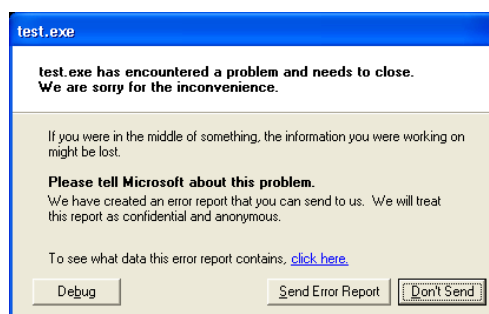 test.exe
test.exe has encountered a problem and needs to close.
We are sorry for the inconvenience.
If you were in the middle of something, the information you were working on
might be lost.
Please tell Microsoft about this problem.
We have created an error report that you can send to us. We will treat
this report as confidential and anonymous.
To see what data this error report contains, click here.
Debug Send Error Report Don't Send